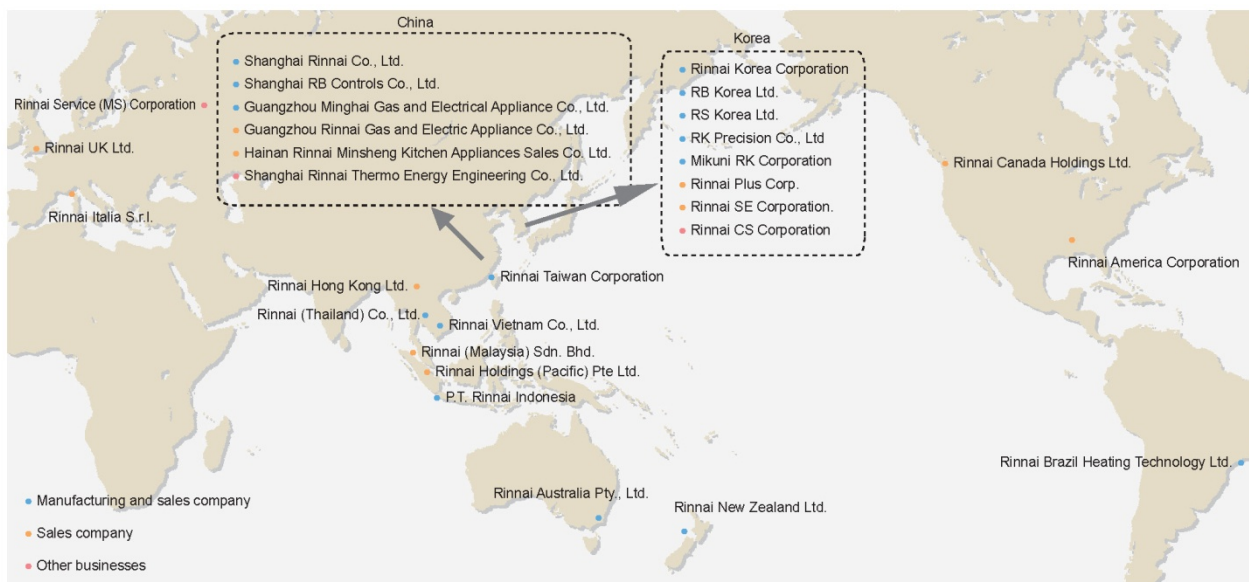 China
Korea
Shanghai Rinnai Co., Ltd.
Shanghai RB Controls Co., Ltd.
Guangzhou Minghai Gas and Electrical Appliance Co., Ltd.
Guangzhou Rinnai Gas and Electric Appliance Co., Ltd.
Hainan Rinnai Minsheng Kitchen Appliances Sales Co. Ltd.
Shanghai Rinnai Thermo Energy Engineering Co., Ltd.
Rinnai Korea Corporation
RB Korea Ltd.
RS Korea Ltd.
RK Precision Co., Ltd
Mikuni RK Corporation
Rinnai Plus Corp.
Rinnai SE Corporation.
Rinnai CS Corporation
Rinnai Service (MS) Corporation
Rinnai UK Ltd.
Rinnai Italia S.r.l.
Rinnai Canada Holdings Ltd.
Rinnai America Corporation
Rinnai Taiwan Corporation
Rinnai Hong Kong Ltd.
Rinnai (Thailand) Co., Ltd.
Rinnai Vietnam Co., Ltd.
Rinnai (Malaysia) Sdn. Bhd.
Rinnai Holdings (Pacific) Pte Ltd.
P.T. Rinnai Indonesia
Rinnai Brazil Heating Technology Ltd.
Rinnai Australia Pty., Ltd.
Rinnai New Zealand Ltd.
Manufacturing and sales company
Sales company
Other businesses